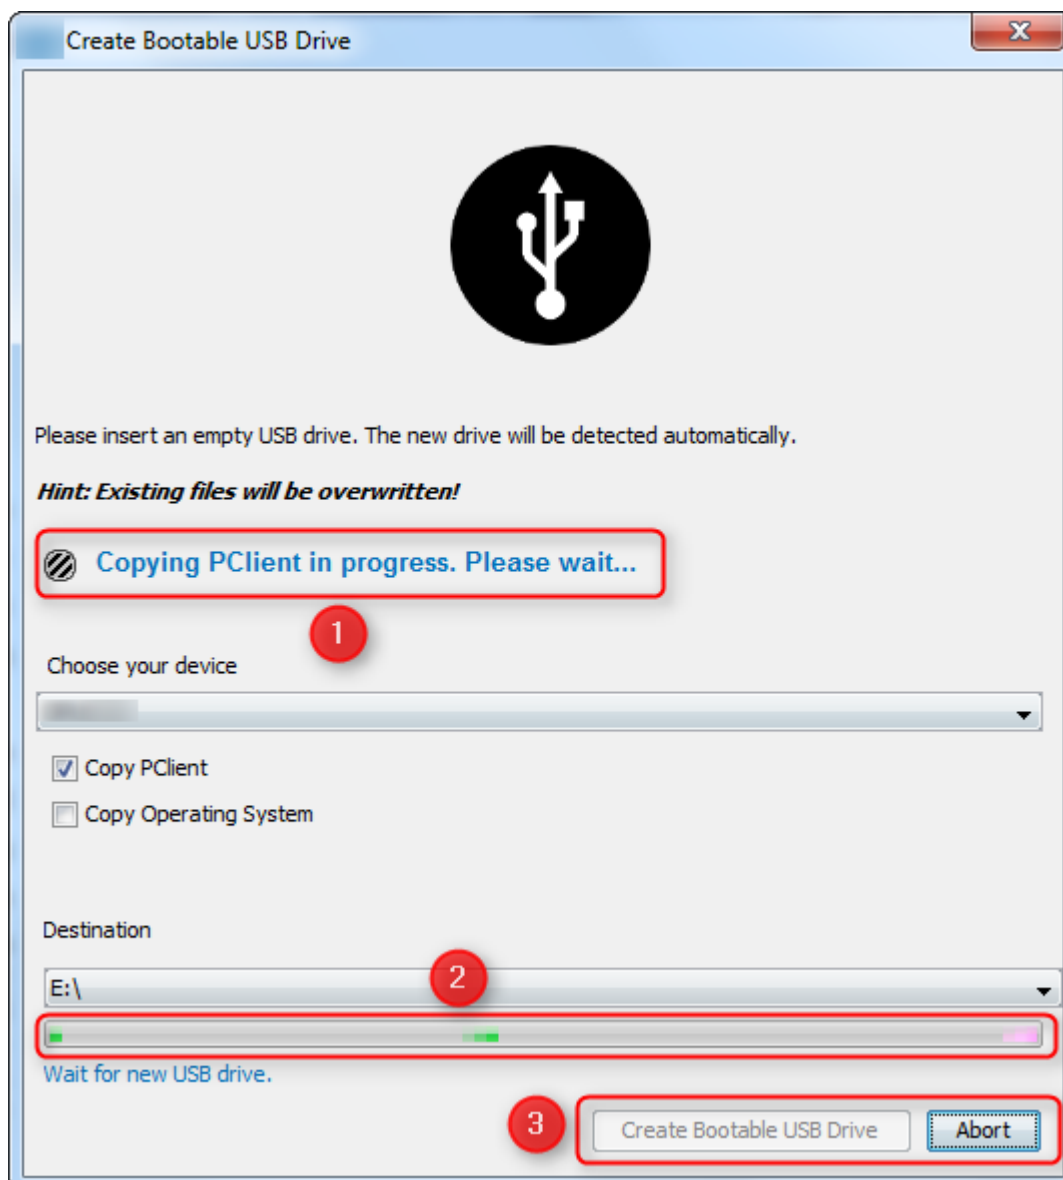 Create Bootable USB Drive
Please insert an empty USB drive. The new drive will be detected automatically.
Hint: Existing files will be overwritten!
Copying PClient in progress. Please wait...
1
Choose your device
Copy PClient
Copy Operating System
Destination
2
E:\
Wait for new USB drive.
3
Create Bootable USB Drive
Abort